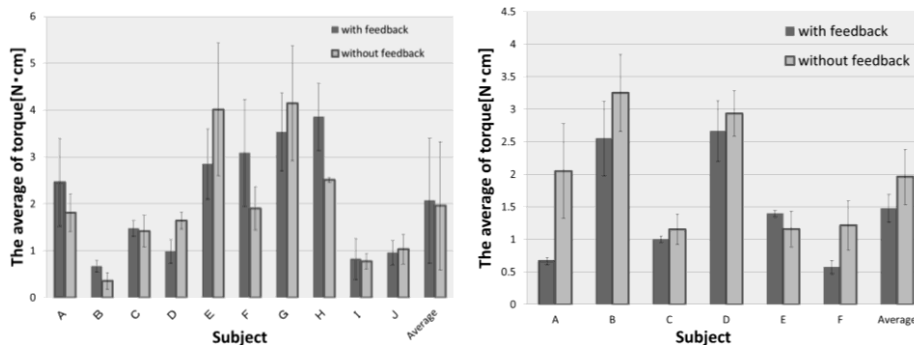 The average of torque[N·cm]
6
5
4
3
2
1
0
with feedback
without feedback
A
B
C
D
E
F
G
H
I
J
Average
Subject
The average of torque[N·cm]
4.5
4
3.5
3
2.5
2
1.5
1
0.5
0
with feedback
without feedback
A
B
C
D
E
F
Average
Subject